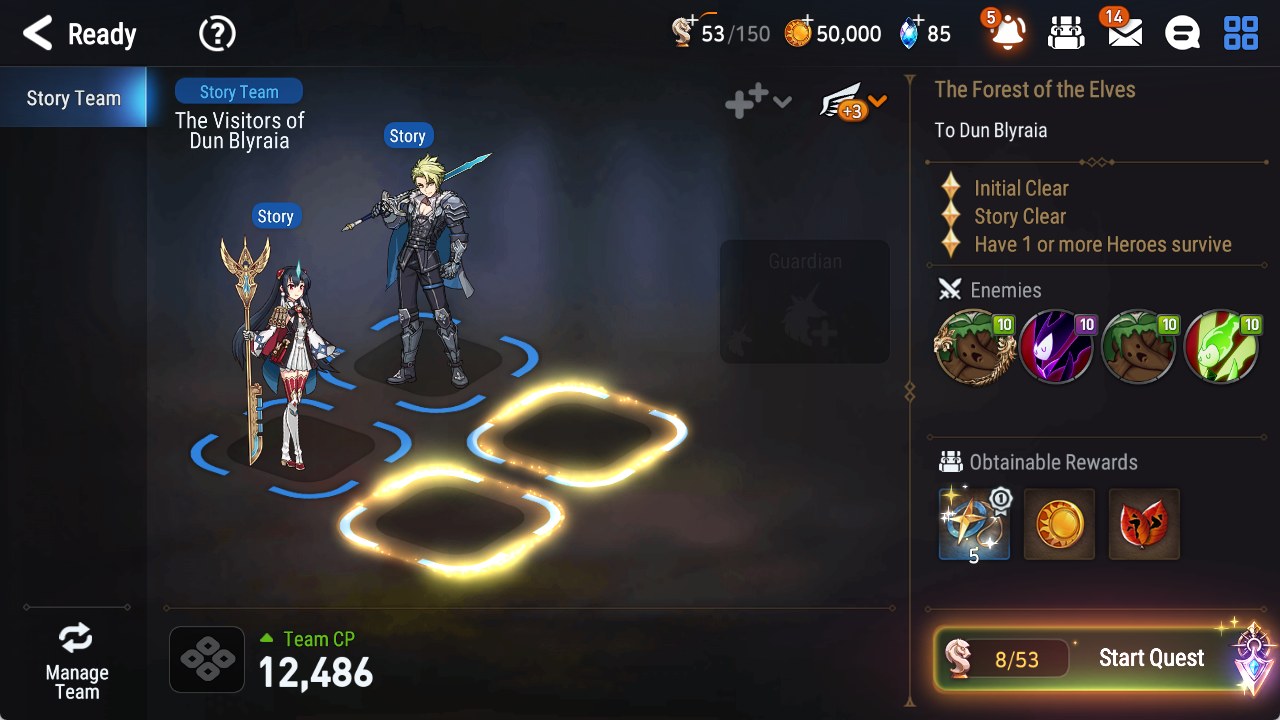 Ready
?
53/150
50,000
85
5
14
Story Team
Story Team
The Visitors of
Dun Blyraia
Story
Story
+3
Guardian
The Forest of the Elves
To Dun Blyraia
Initial Clear
Story Clear
Have 1 or more Heroes survive
Enemies
10
10
10
10
Obtainable Rewards
1
5
Manage
Team
Team CP
12,486
8/53
Start Quest